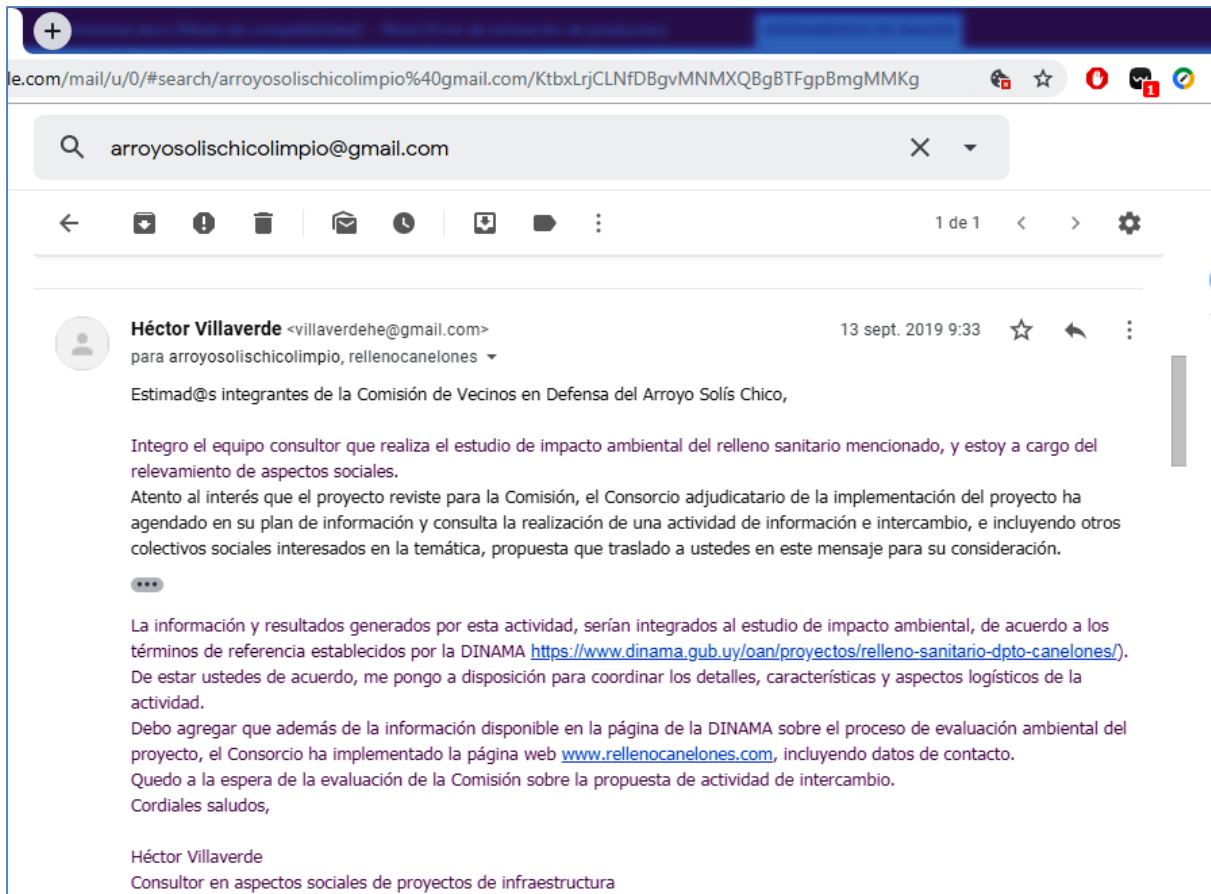 le.com/mail/u/0/#search/arroyosolischicolimpio%40gmail.com/KtbxLrjCLNfDBgvMNMXQBgBTFgpBmgMMKg
1
arroyosolischicolimpio@gmail.com
1 de 1
Héctor Villaverde <villaverdehe@gmail.com>
13 sept. 2019 9:33
para arroyosolischicolimpio, rellenocanelones
Estimad@s integrantes de la Comisión de Vecinos en Defensa del Arroyo Solís Chico,
Integro el equipo consultor que realiza el estudio de impacto ambiental del relleno sanitario mencionado, y estoy a cargo del
relevamiento de aspectos sociales.
Atento al interés que el proyecto reviste para la Comisión, el Consorcio adjudicatario de la implementación del proyecto ha
agendado en su plan de información y consulta la realización de una actividad de información e intercambio, e incluyendo otros
colectivos sociales interesados en la temática, propuesta que traslado a ustedes en este mensaje para su consideración.
La información y resultados generados por esta actividad, serían integrados al estudio de impacto ambiental, de acuerdo a los
términos de referencia establecidos por la DINAMA https://www.dinama.gub.uy/oan/proyectos/relleno-sanitario-dpto-canelones/).
De estar ustedes de acuerdo, me pongo a disposición para coordinar los detalles, características y aspectos logísticos de la
actividad.
Debo agregar que además de la información disponible en la página de la DINAMA sobre el proceso de evaluación ambiental del
proyecto, el Consorcio ha implementado la página web www.rellenocanelones.com, incluyendo datos de contacto.
Quedo a la espera de la evaluación de la Comisión sobre la propuesta de actividad de intercambio.
Cordiales saludos,
Héctor Villaverde
Consultor en aspectos sociales de proyectos de infraestructura